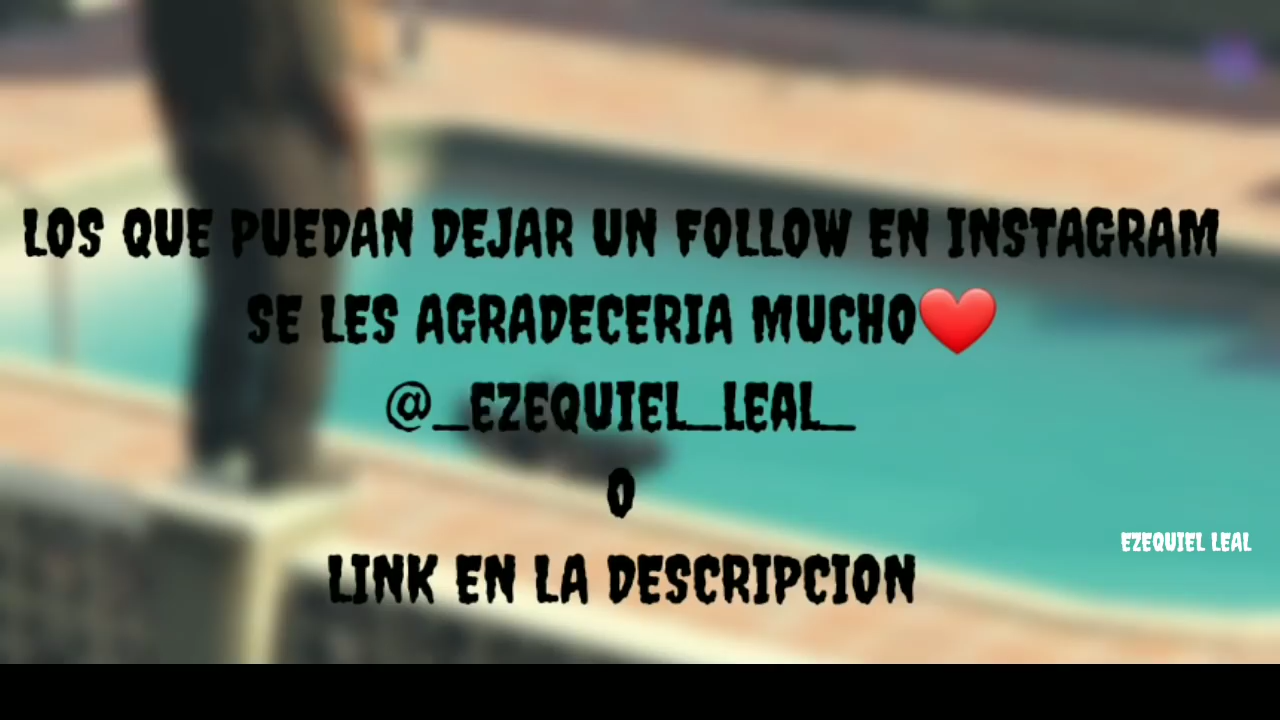 LOS QUE PUEDAN DEJAR UN FOLLOW EN INSTAGRAM
SE LES AGRADECERIA MUCHO❤️
@_EZEQUIEL_LEAL_
O
LINK EN LA DESCRIPCION
EZEQUIEL LEAL